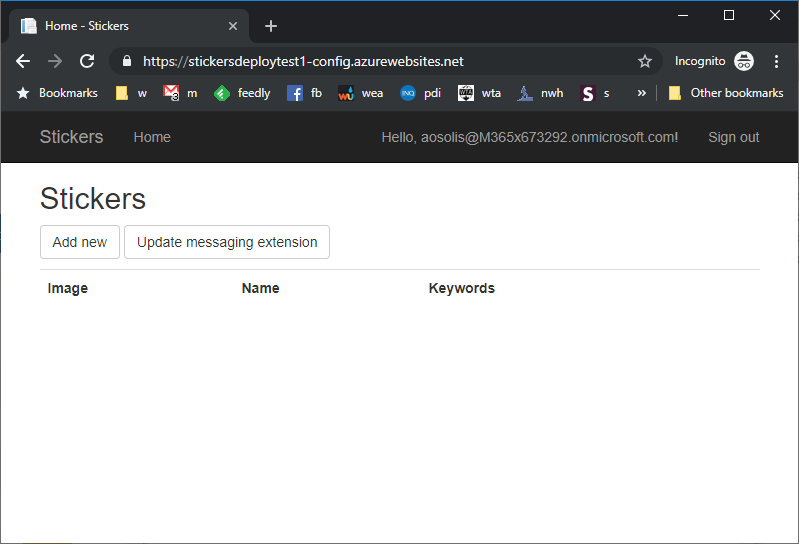 Home - Stickers
https://stickersdeploytest1-config.azurewebsites.net Incognito
Bookmarks w m feedly fb wea pdi wta nwh s » Other bookmarks
Stickers Home Hello, aosolis@M365x673292.onmicrosoft.com! Sign out
Stickers
Add new Update messaging extension
Image Name Keywords